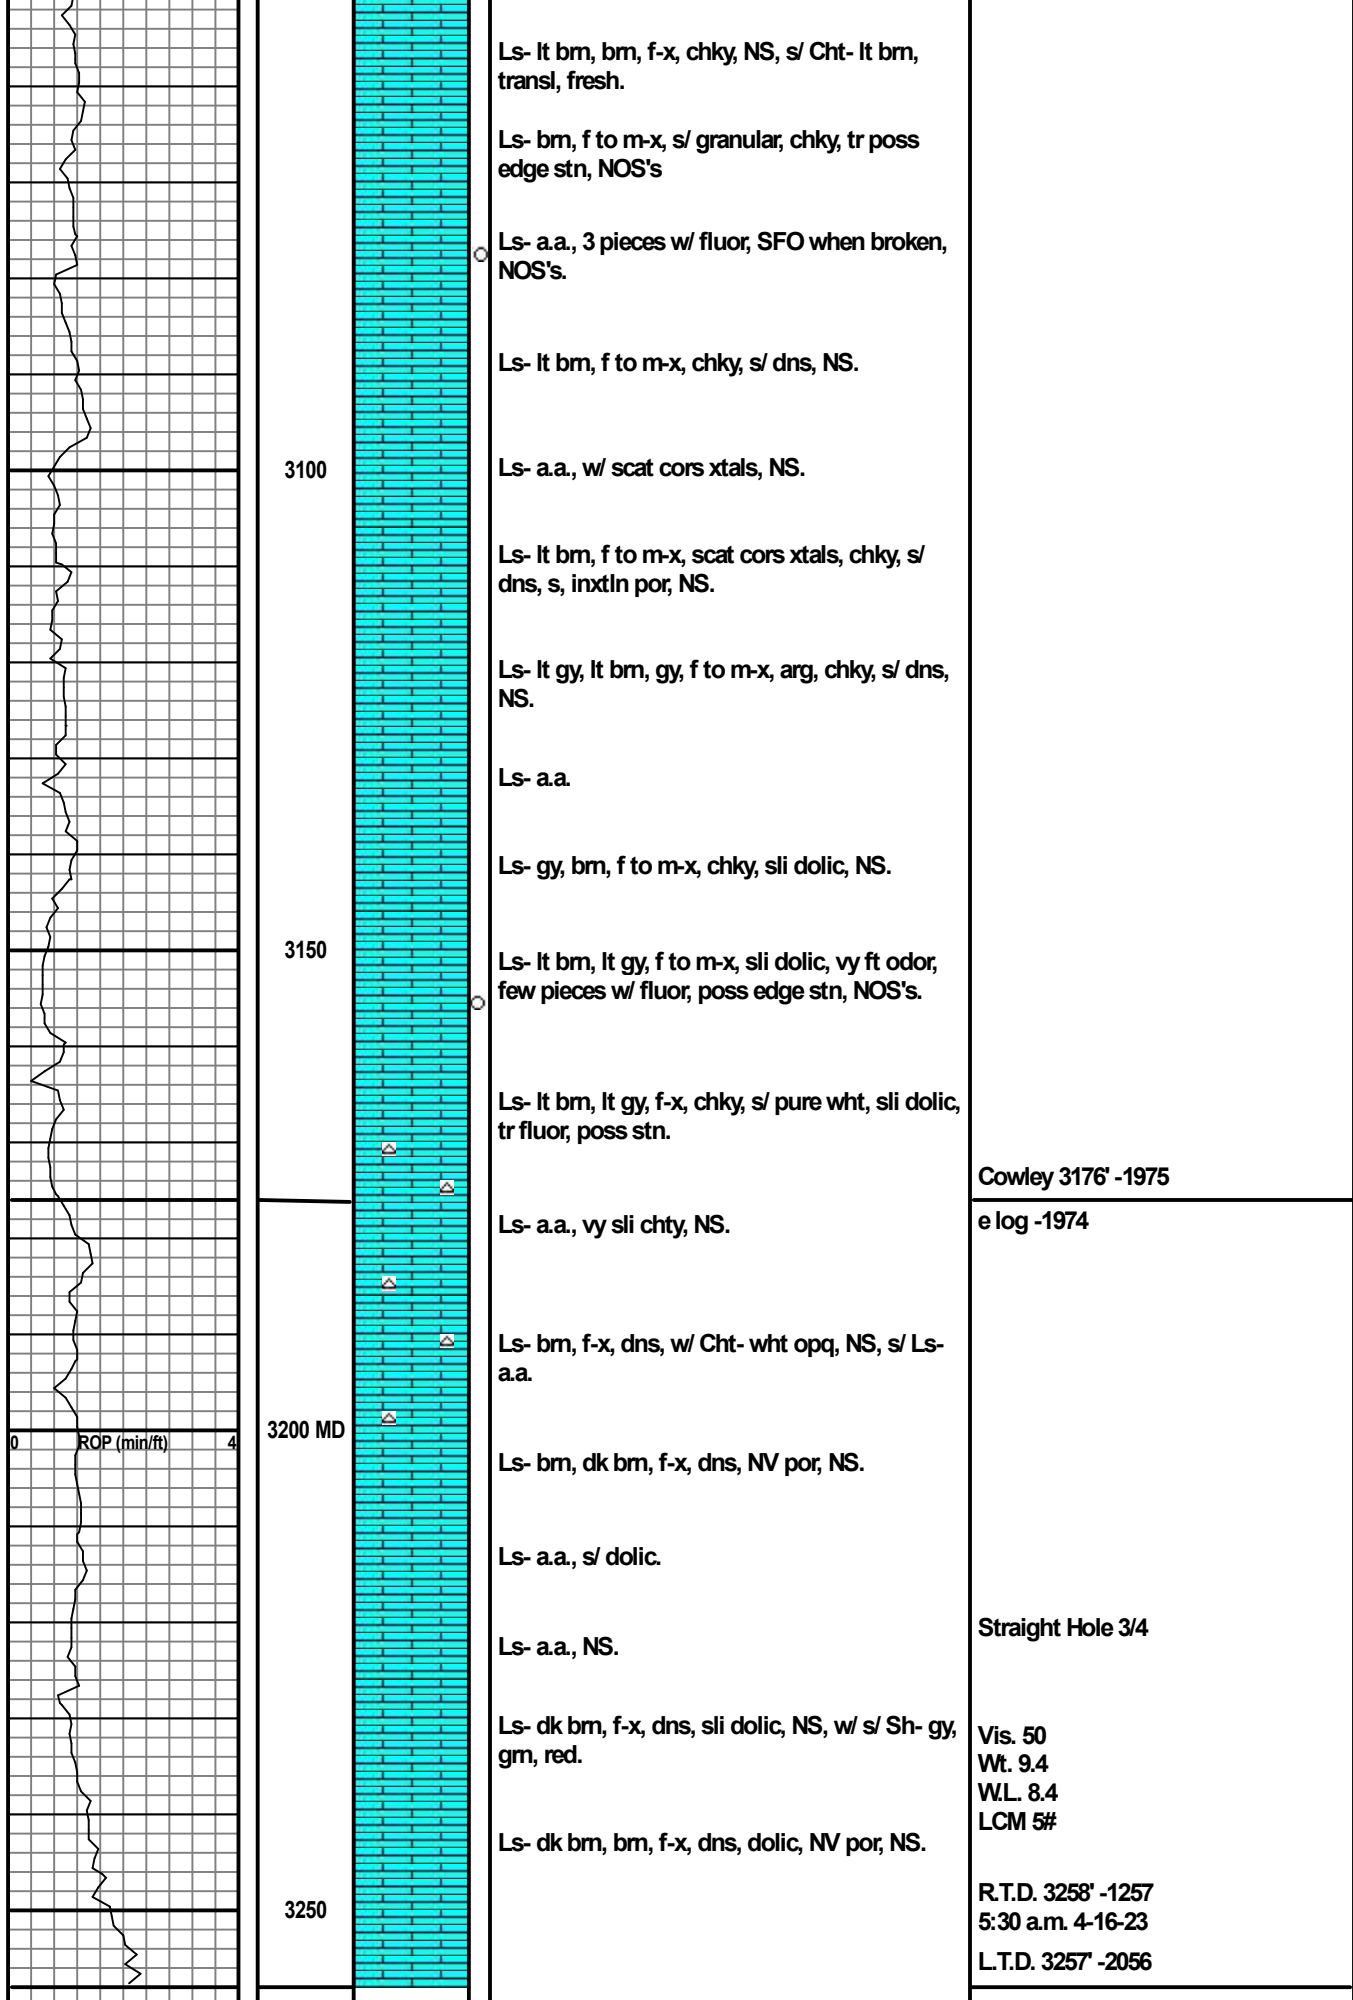 Ls- lt brn, brn, f-x, chky, NS, s/ Cht- lt brn,
transl, fresh.
Ls- brn, f to m-x, s/ granular, chky, tr poss
edge stn, NOS's
Ls- a.a., 3 pieces w/ fluor, SFO when broken,
NOS's.
Ls- lt brn, f to m-x, chky, s/ dns, NS.
3100
Ls- a.a., w/ scat cors xtals, NS.
Ls- lt brn, f to m-x, scat cors xtals, chky, s/
dns, s, inxtln por, NS.
Ls- lt gy, lt brn, gy, f to m-x, arg, chky, s/ dns,
NS.
Ls- a.a.
Ls- gy, brn, f to m-x, chky, sli dolic, NS.
3150
Ls- lt brn, lt gy, f to m-x, sli dolic, vy ft odor,
few pieces w/ fluor, poss edge stn, NOS's.
Ls- lt brn, lt gy, f-x, chky, s/ pure wht, sli dolic,
tr fluor, poss stn.
Cowley 3176' -1975
e log -1974
Ls- a.a., vy sli chty, NS.
Ls- brn, f-x, dns, w/ Cht- wht opq, NS, s/ Ls-
a.a.
3200 MD
0 ROP (min/ft) 4
Ls- brn, dk brn, f-x, dns, NV por, NS.
Ls- a.a., s/ dolic.
Straight Hole 3/4
Ls- a.a., NS.
Ls- dk brn, f-x, dns, sli dolic, NS, w/ s/ Sh- gy,
grn, red.
Vis. 50
Wt. 9.4
W.L. 8.4
LCM 5#
Ls- dk brn, brn, f-x, dns, dolic, NV por, NS.
3250
R.T.D. 3258' -1257
5:30 a.m. 4-16-23
L.T.D. 3257' -2056